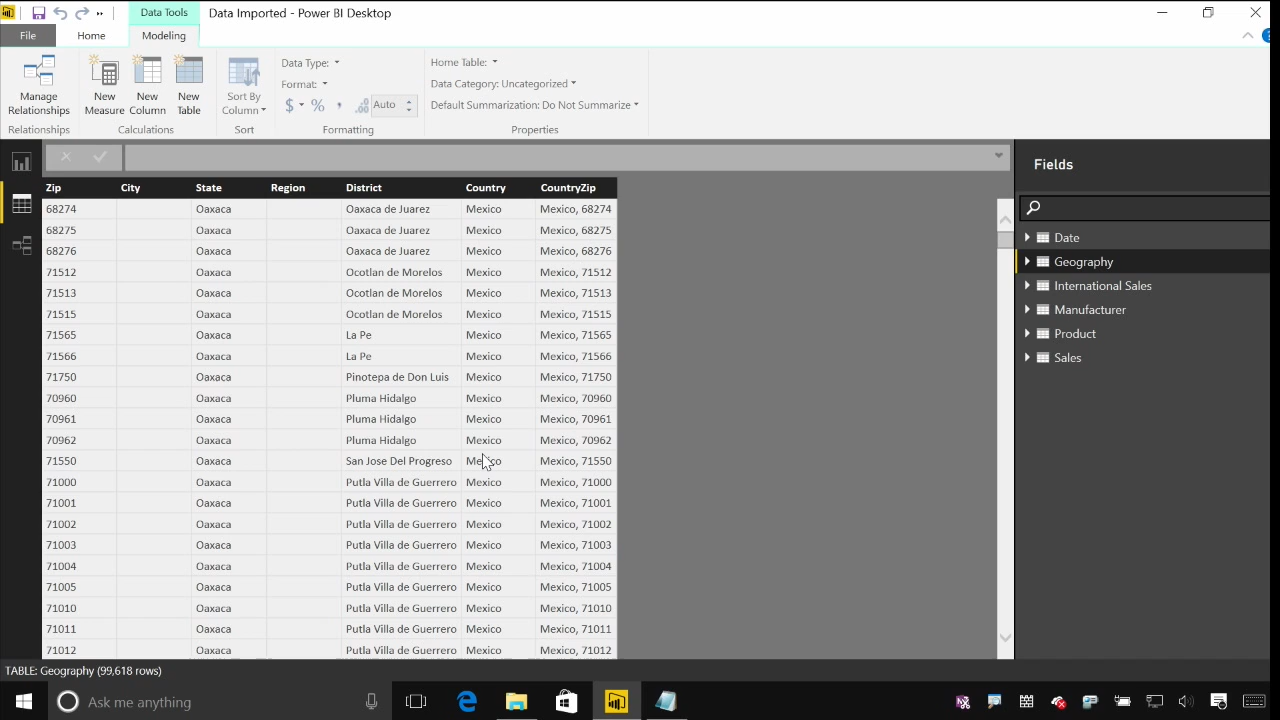 Data Tools Data Imported - Power BI Desktop
File Home Modeling
Manage Relationships
New Measure
New Column
New Table
Sort By Column
Data Type:
Format:
$ % , Auto
Home Table:
Data Category: Uncategorized
Default Summarization: Do Not Summarize
Relationships Calculations Sort Formatting Properties
Fields
Zip City State Region District Country CountryZip
68274 Oaxaca Oaxaca de Juarez Mexico Mexico, 68274
68275 Oaxaca Oaxaca de Juarez Mexico Mexico, 68275
68276 Oaxaca Oaxaca de Juarez Mexico Mexico, 68276
71512 Oaxaca Ocotlan de Morelos Mexico Mexico, 71512
71513 Oaxaca Ocotlan de Morelos Mexico Mexico, 71513
71515 Oaxaca Ocotlan de Morelos Mexico Mexico, 71515
71565 Oaxaca La Pe Mexico Mexico, 71565
71566 Oaxaca La Pe Mexico Mexico, 71566
71750 Oaxaca Pinotepa de Don Luis Mexico Mexico, 71750
70960 Oaxaca Pluma Hidalgo Mexico Mexico, 70960
70961 Oaxaca Pluma Hidalgo Mexico Mexico, 70961
70962 Oaxaca Pluma Hidalgo Mexico Mexico, 70962
71550 Oaxaca San Jose Del Progreso Mexico Mexico, 71550
71000 Oaxaca Putla Villa de Guerrero Mexico Mexico, 71000
71001 Oaxaca Putla Villa de Guerrero Mexico Mexico, 71001
71002 Oaxaca Putla Villa de Guerrero Mexico Mexico, 71002
71003 Oaxaca Putla Villa de Guerrero Mexico Mexico, 71003
71004 Oaxaca Putla Villa de Guerrero Mexico Mexico, 71004
71005 Oaxaca Putla Villa de Guerrero Mexico Mexico, 71005
71010 Oaxaca Putla Villa de Guerrero Mexico Mexico, 71010
71011 Oaxaca Putla Villa de Guerrero Mexico Mexico, 71011
71012 Oaxaca Putla Villa de Guerrero Mexico Mexico, 71012
Date
Geography
International Sales
Manufacturer
Product
Sales
TABLE: Geography (99,618 rows)
Ask me anything